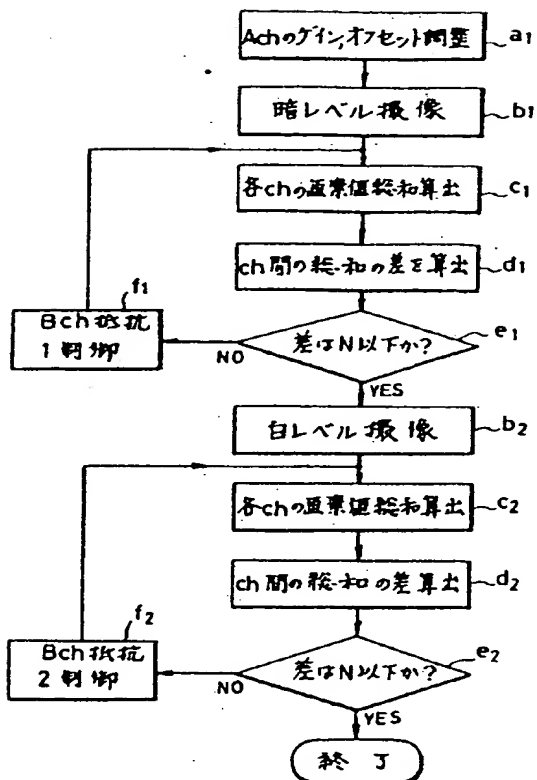 Achのゲイン,オフセット調整
a1
暗レベル撮像
b1
各chの画素値総和算出
c1
ch間の総和の差を算出
d1
f1
Bch抵抗
1制御
差はN以下か?
e1
NO
YES
白レベル撮像
b2
各chの画素値総和算出
c2
ch間の総和の差算出
d2
f2
Bch抵抗
2制御
差はN以下か?
e2
NO
YES
終了